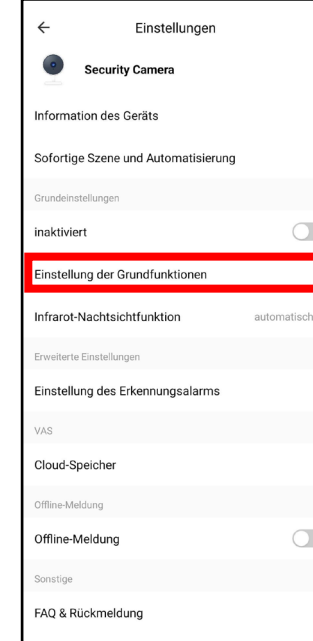 Einstellungen
Security Camera
Information des Geräts
Sofortige Szene und Automatisierung
Grundeinstellungen
inaktiviert
Einstellung der Grundfunktionen
Infrarot-Nachtsichtfunktion automatisch
Erweiterte Einstellungen
Einstellung des Erkennungsalarms
VAS
Cloud-Speicher
Offline-Meldung
Offline-Meldung
Sonstige
FAQ & Rückmeldung